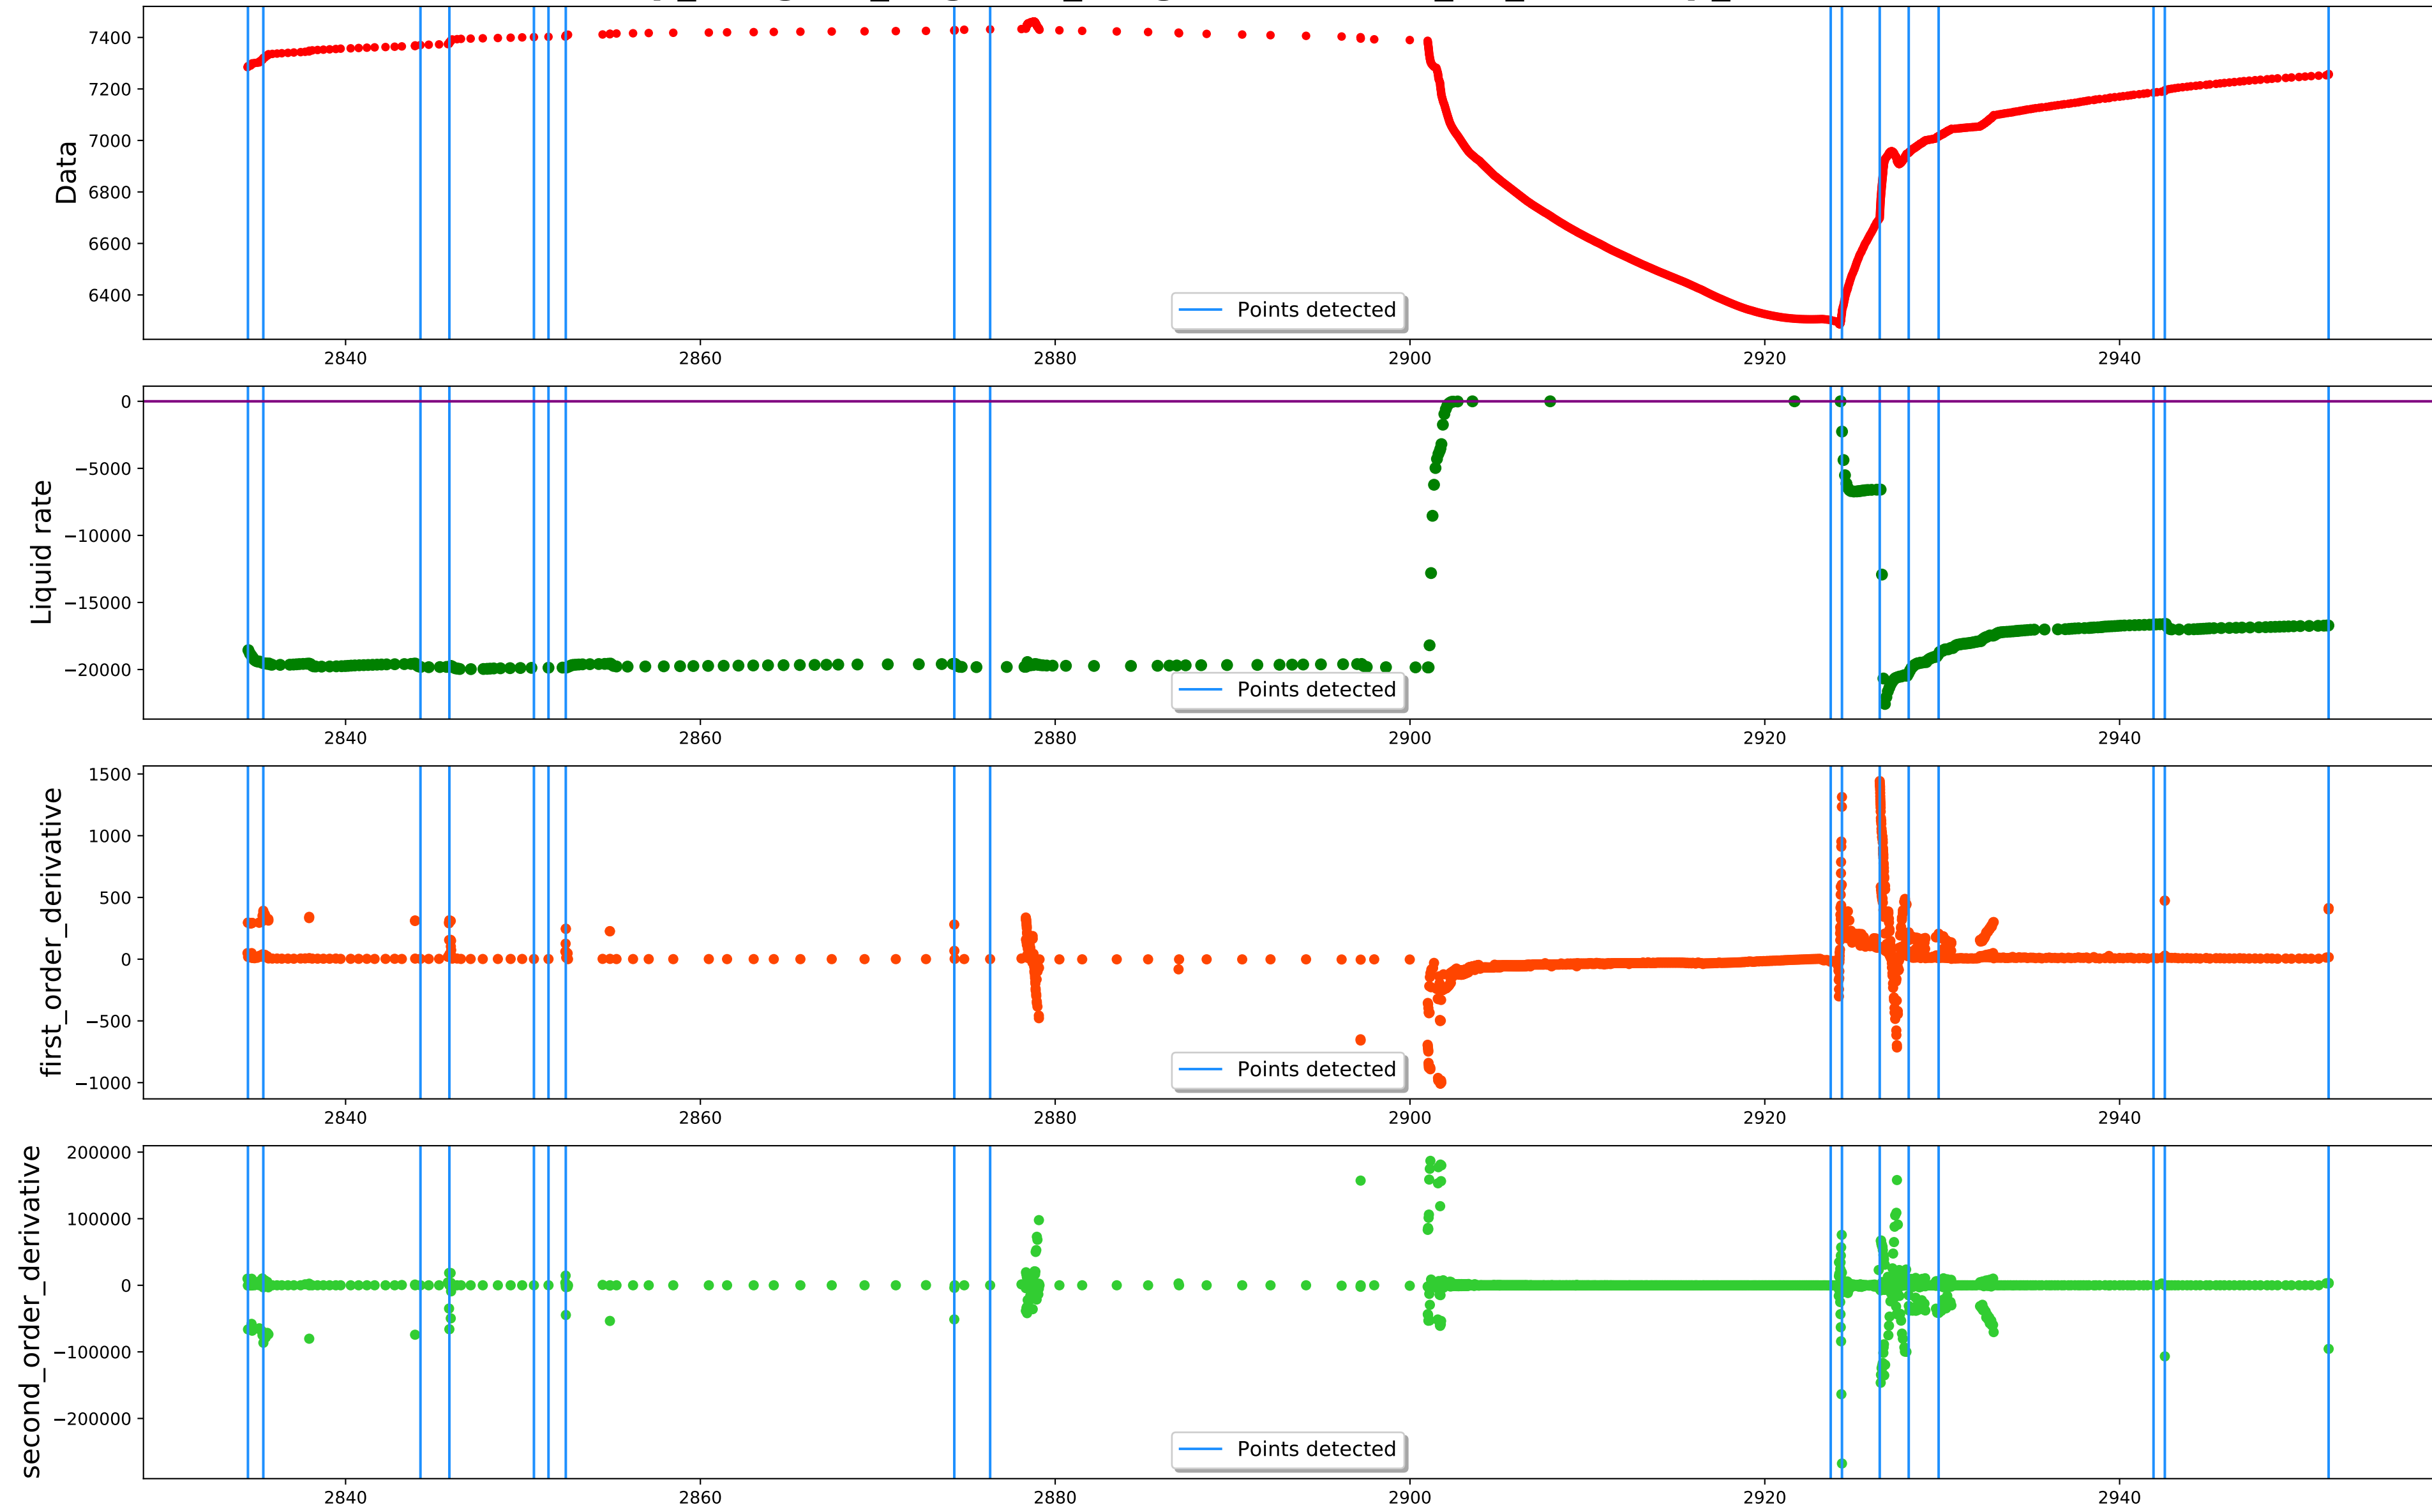 7400
7200
7000
6800
6600
6400
Data
Points detected
2840 2860 2880 2900 2920 2940
0
−5000
−10000
−15000
−20000
Liquid rate
Points detected
2840 2860 2880 2900 2920 2940
1500
1000
500
0
−500
−1000
first_order_derivative
Points detected
2840 2860 2880 2900 2920 2940
200000
100000
0
−100000
−200000
second_order_derivative
Points detected
2840 2860 2880 2900 2920 2940